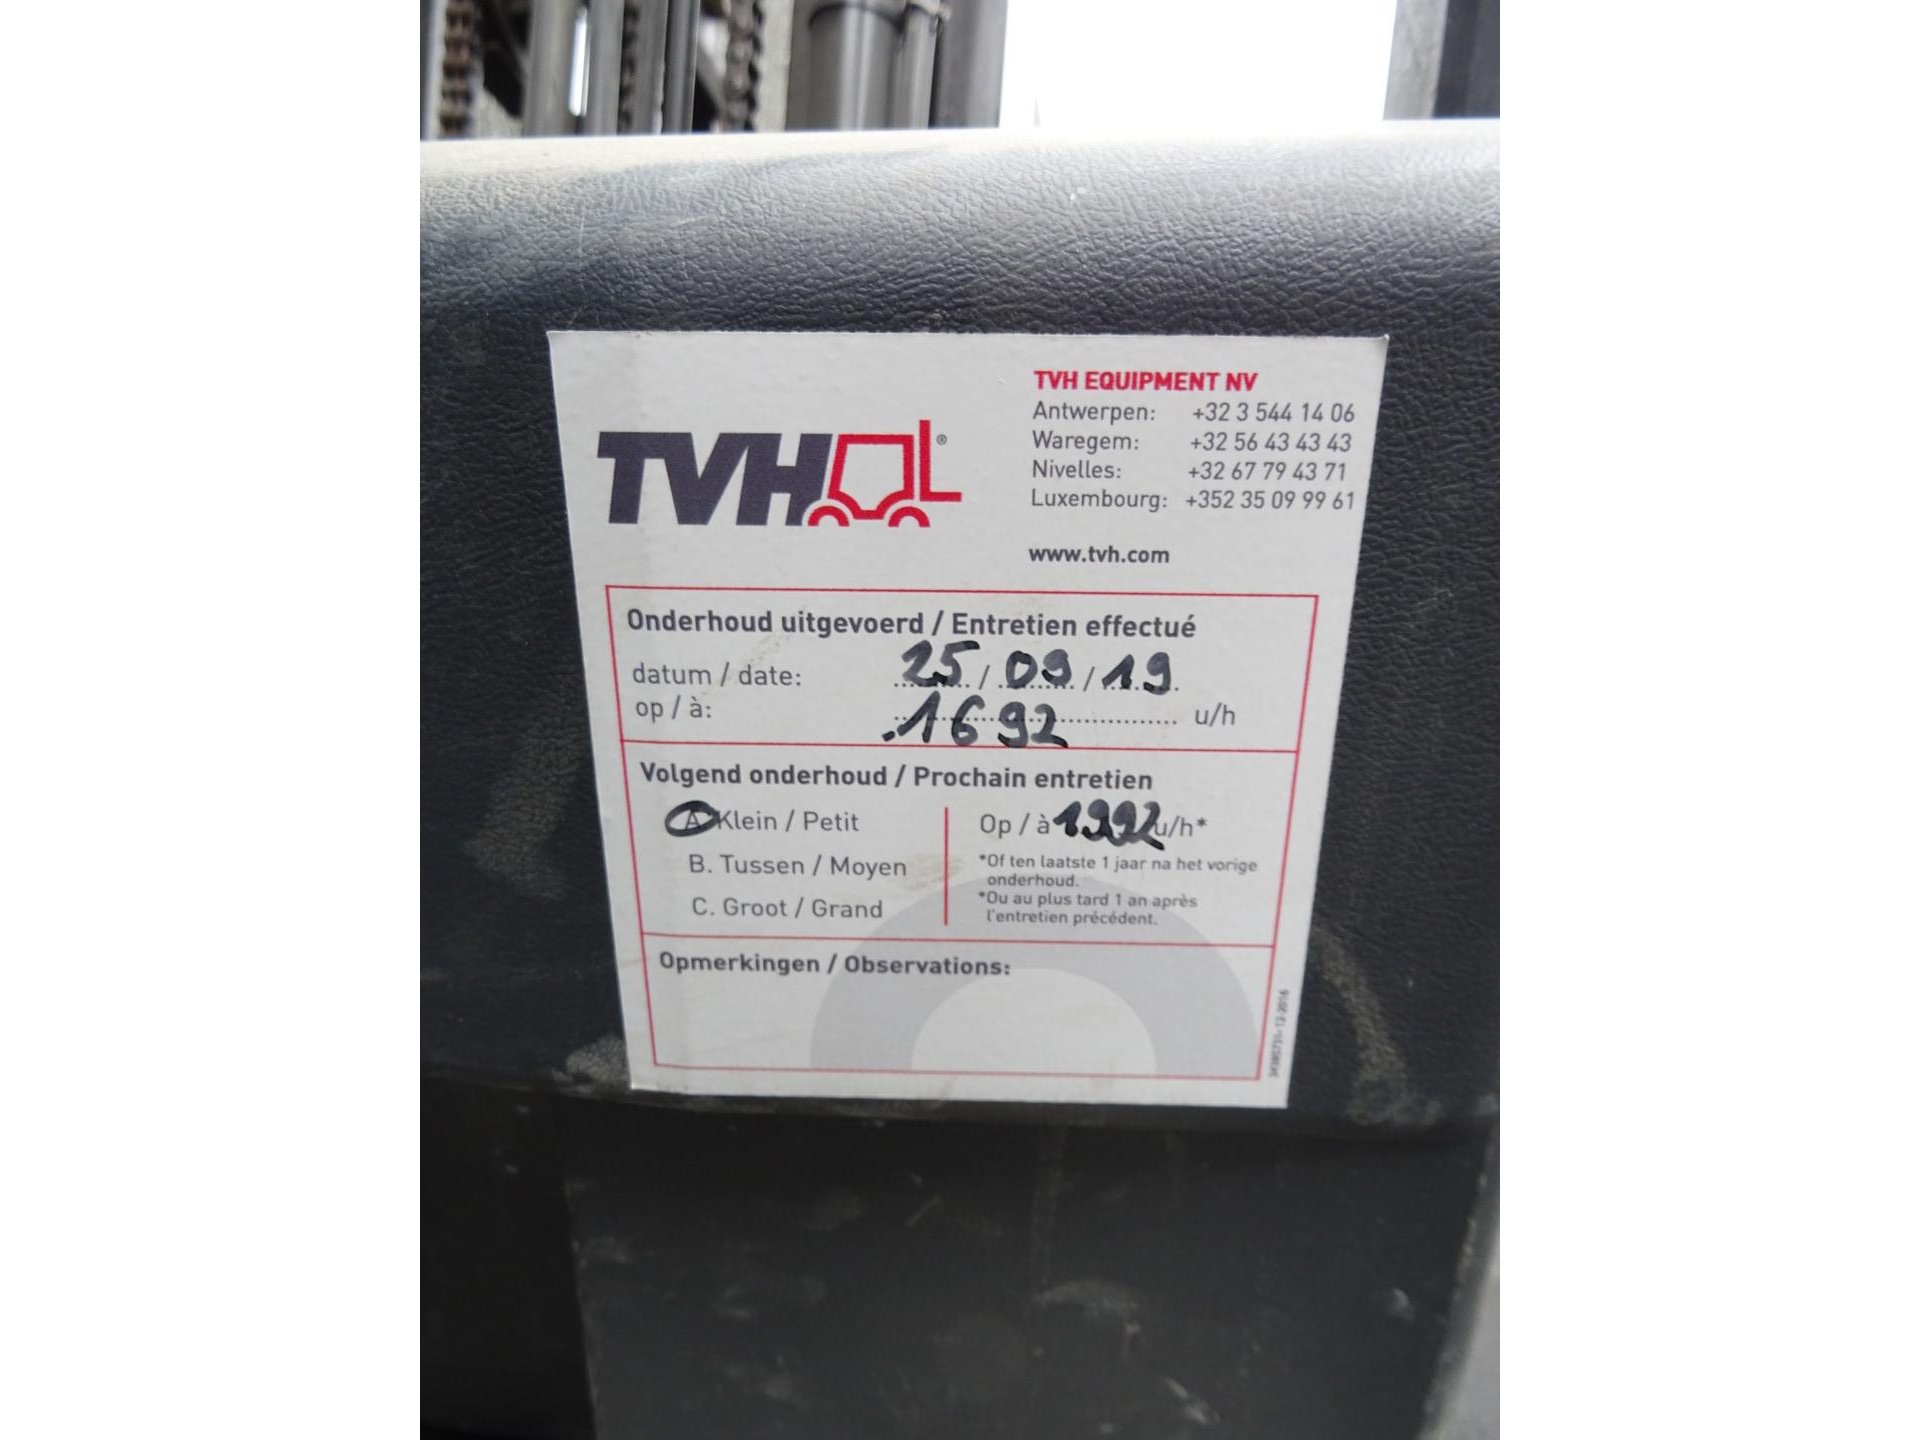 TVH®
TVH EQUIPMENT NV
Antwerpen: +32 3 544 14 06
Waregem: +32 56 43 43 43
Nivelles: +32 67 79 43 71
Luxembourg: +352 35 09 99 61
www.tvh.com
Onderhoud uitgevoerd / Entretien effectué
datum / date: 25 / 09 / 19
op / à: 1692 u/h
Volgend onderhoud / Prochain entretien
A. Klein / Petit
B. Tussen / Moyen
C. Groot / Grand
Op / à 1992 u/h*
*Of ten laatste 1 jaar na het vorige
onderhoud.
*Ou au plus tard 1 an après
l'entretien précédent.
Opmerkingen / Observations: